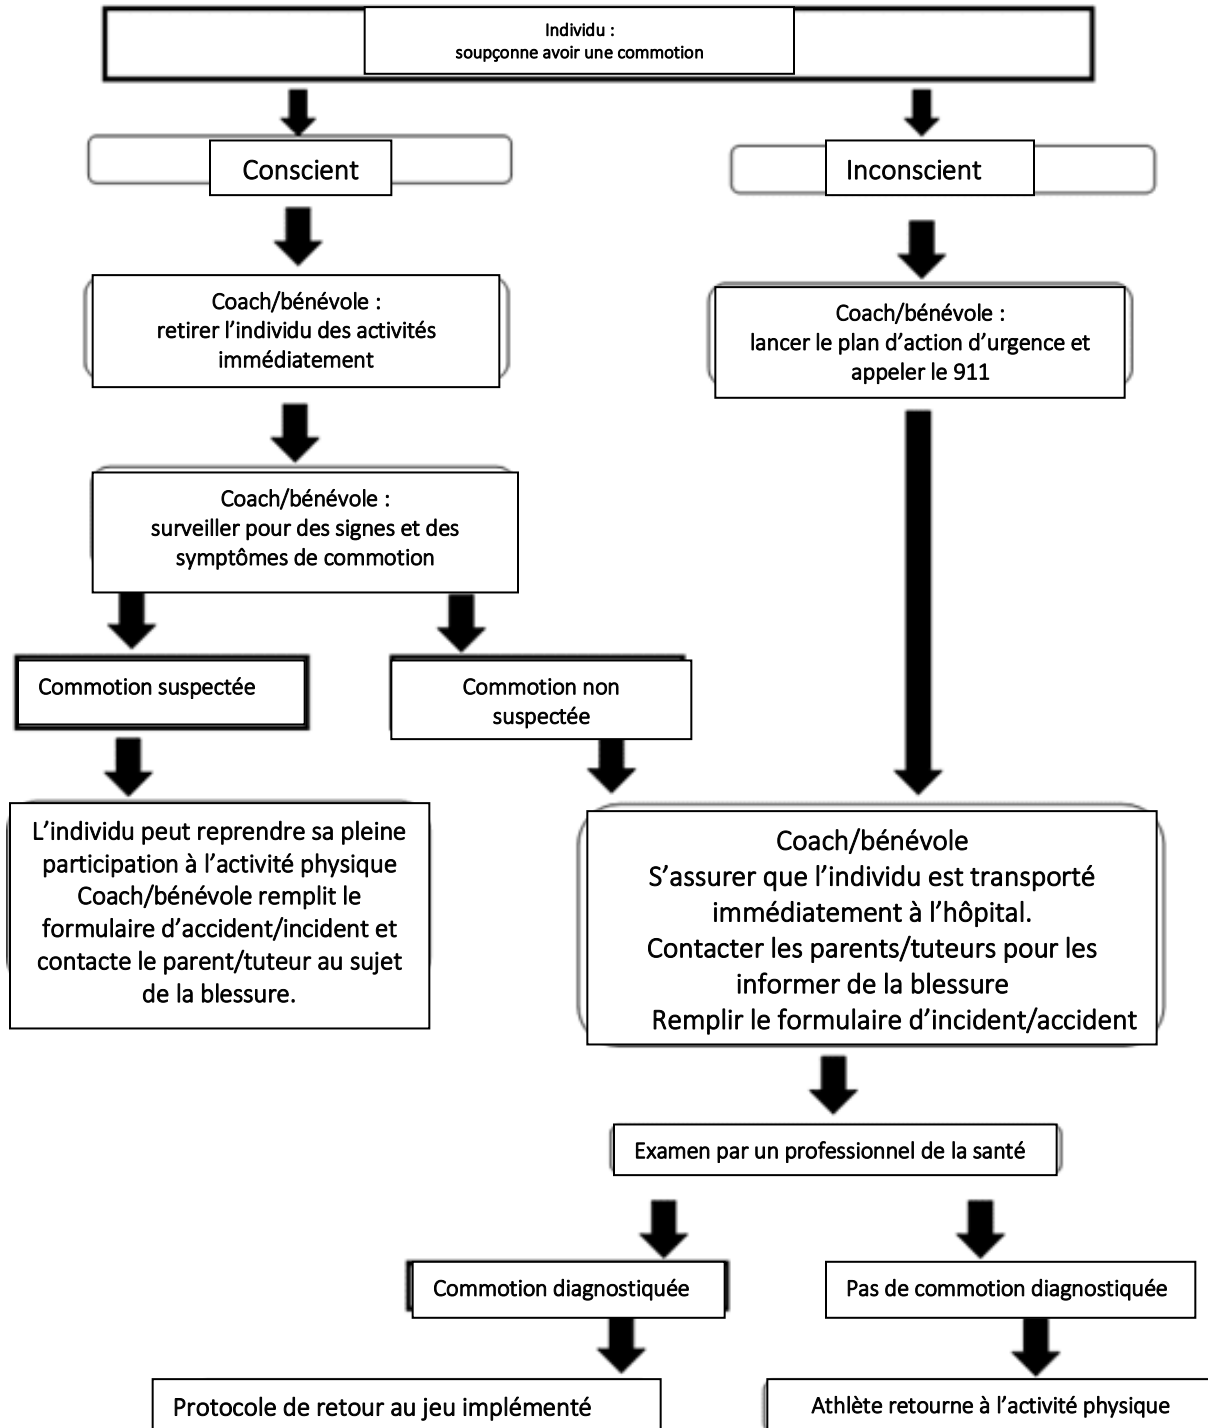 Individu :
soupçonne avoir une commotion
Conscient
Inconscient
Coach/bénévole :
retirer l'individu des activités
immédiatement
Coach/bénévole :
lancer le plan d'action d'urgence et
appeler le 911
Coach/bénévole :
surveiller pour des signes et des
symptômes de commotion
Commotion suspectée
Commotion non
suspectée
L'individu peut reprendre sa pleine
participation à l'activité physique
Coach/bénévole remplit le
formulaire d'accident/incident et
contacte le parent/tuteur au sujet
de la blessure.
Coach/bénévole
S'assurer que l'individu est transporté
immédiatement à l'hôpital.
Contacter les parents/tuteurs pour les
informer de la blessure
Remplir le formulaire d'incident/accident
Examen par un professionnel de la santé
Commotion diagnostiquée
Pas de commotion diagnostiquée
Protocole de retour au jeu implémenté
Athlète retourne à l'activité physique